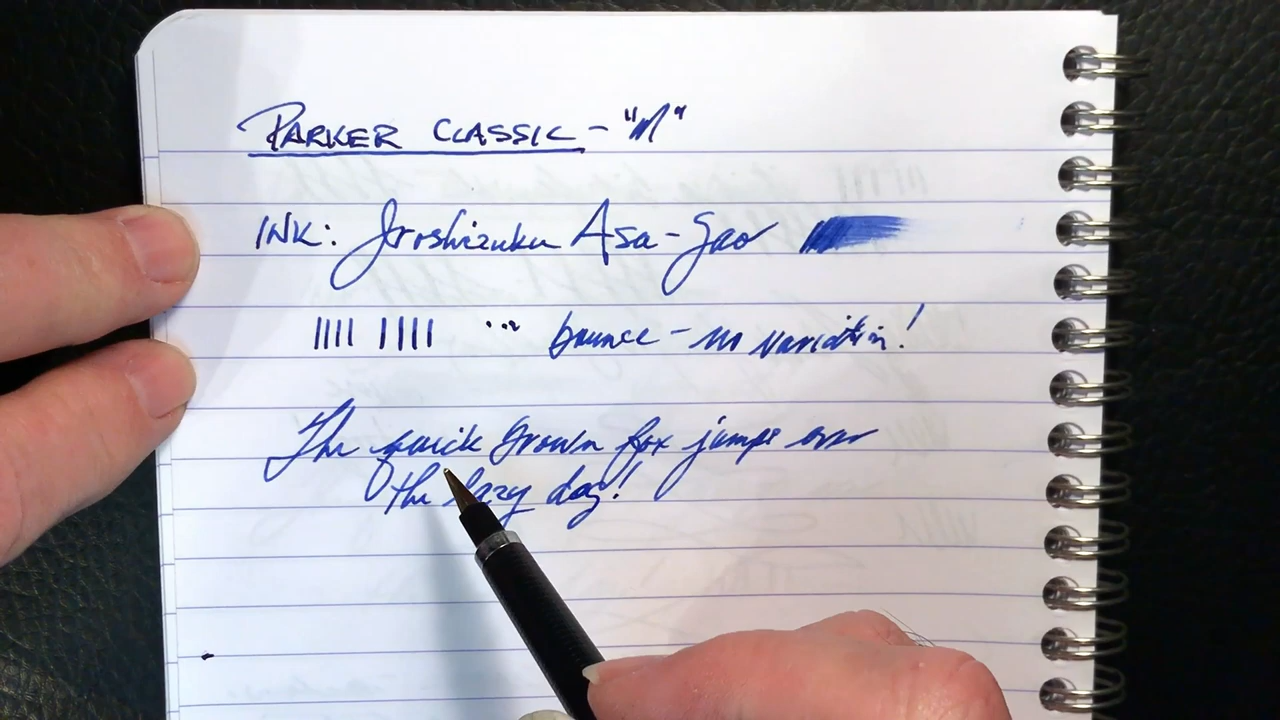 PARKER CLASSIC - "M"
INK: Iroshizuku Asa-Gao
bounce - no variation!
The quick brown fox jumps over
the lazy dog!